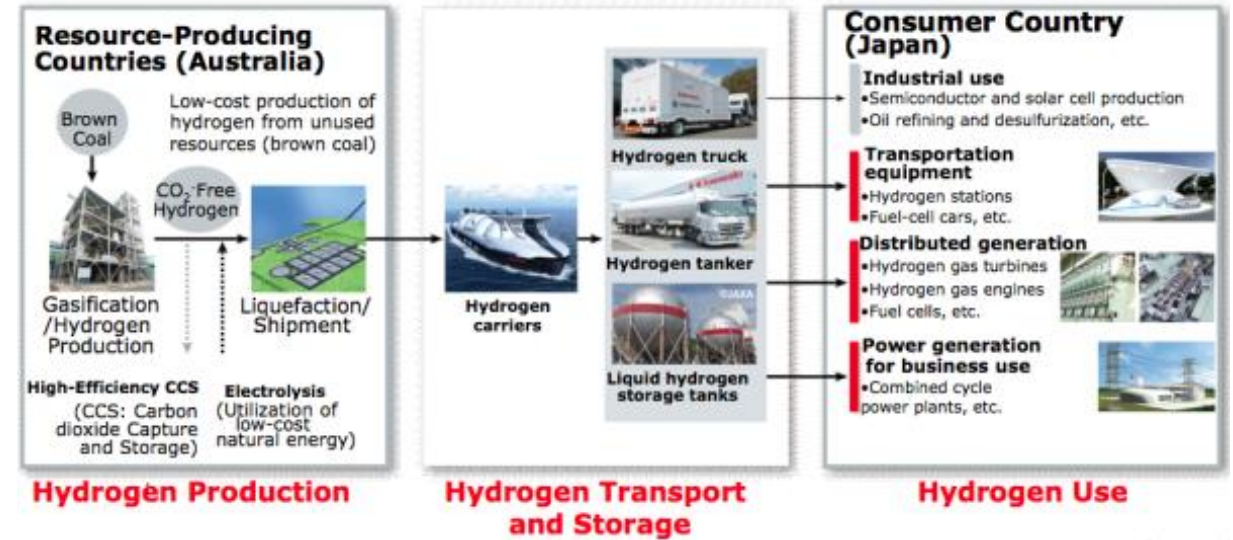 Resource-Producing
Countries (Australia)
Brown
Coal
Low-cost production of
hydrogen from unused
resources (brown coal)
CO2-Free
Hydrogen
Gasification
/Hydrogen
Production
Liquefaction/
Shipment
High-Efficiency CCS
(CCS: Carbon
dioxide Capture
and Storage)
Electrolysis
(Utilization of
low-cost
natural energy)
Hydrogen Production
Hydrogen
carriers
Hydrogen truck
Hydrogen tanker
©JAXA
Liquid hydrogen
storage tanks
Hydrogen Transport
and Storage
Consumer Country
(Japan)
Industrial use
•Semiconductor and solar cell production
•Oil refining and desulfurization, etc.
Transportation
equipment
•Hydrogen stations
•Fuel-cell cars, etc.
Distributed generation
•Hydrogen gas turbines
•Hydrogen gas engines
•Fuel cells, etc.
Power generation
for business use
•Combined cycle
power plants, etc.
Hydrogen Use